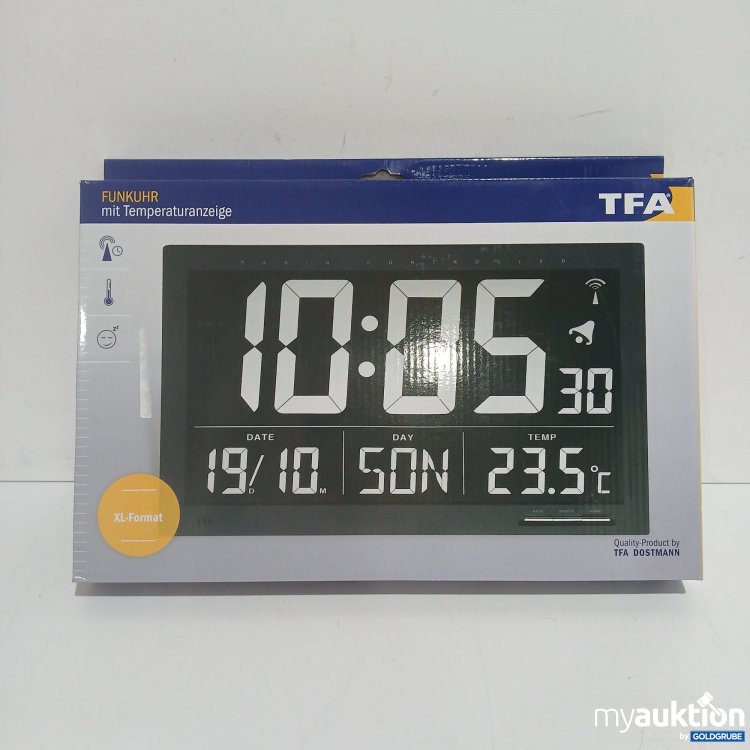 FUNKUHR
mit Temperaturanzeige
TFA®
RADIO CONTROLLED
10:05
30
DATE
DAY
TEMP
19/10
D M
SON
23.5°C
XL-Format
Quality-Product by
TFA DOSTMANN
zz
myauktion
by GOLDGRUBE